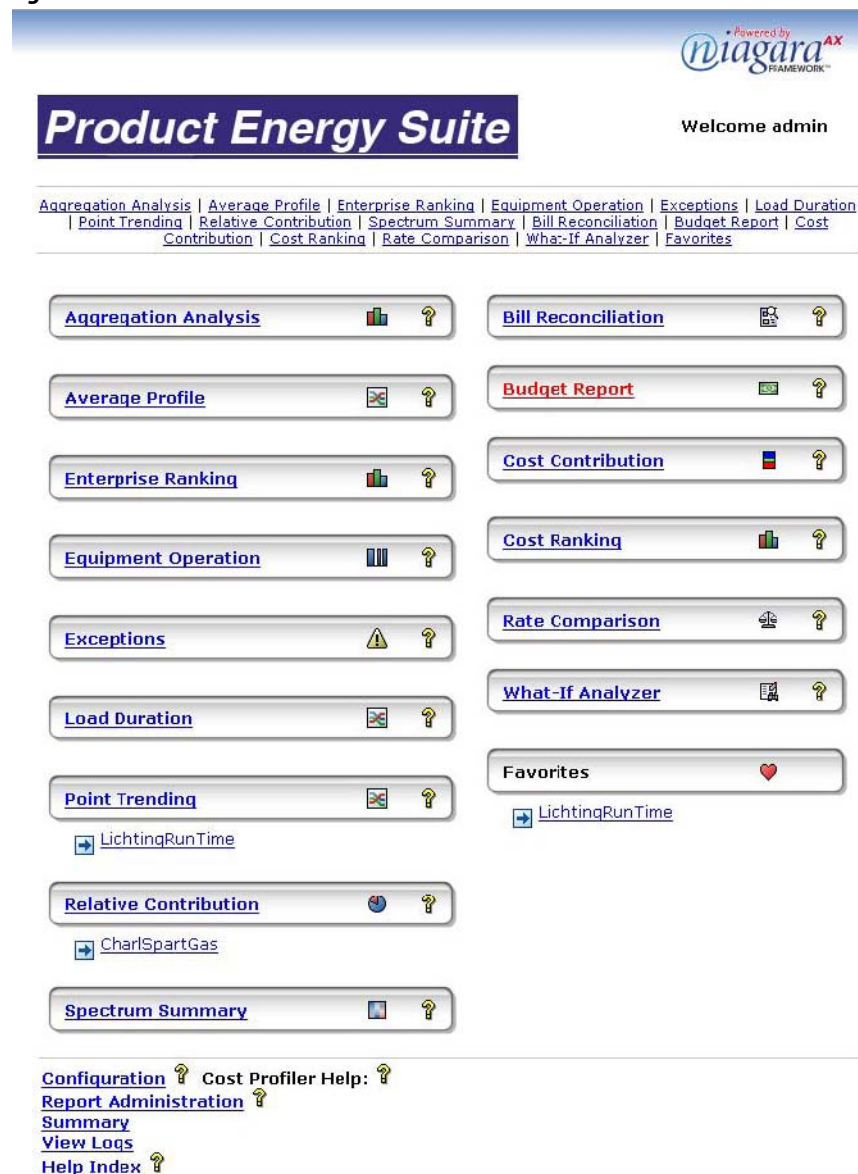 Powered by
niagara AX
FRAMEWORK™
Product Energy Suite
Welcome admin
Aggregation Analysis | Average Profile | Enterprise Ranking | Equipment Operation | Exceptions | Load Duration
| Point Trending | Relative Contribution | Spectrum Summary | Bill Reconciliation | Budget Report | Cost
Contribution | Cost Ranking | Rate Comparison | What-If Analyzer | Favorites
Aggregation Analysis
Average Profile
Enterprise Ranking
Equipment Operation
Exceptions
Load Duration
Point Trending
LichtingRunTime
Relative Contribution
CharlSpartGas
Spectrum Summary
Bill Reconciliation
Budget Report
Cost Contribution
Cost Ranking
Rate Comparison
What-If Analyzer
Favorites
LichtingRunTime
Configuration ? Cost Profiler Help: ?
Report Administration ?
Summary
View Logs
Help Index ?